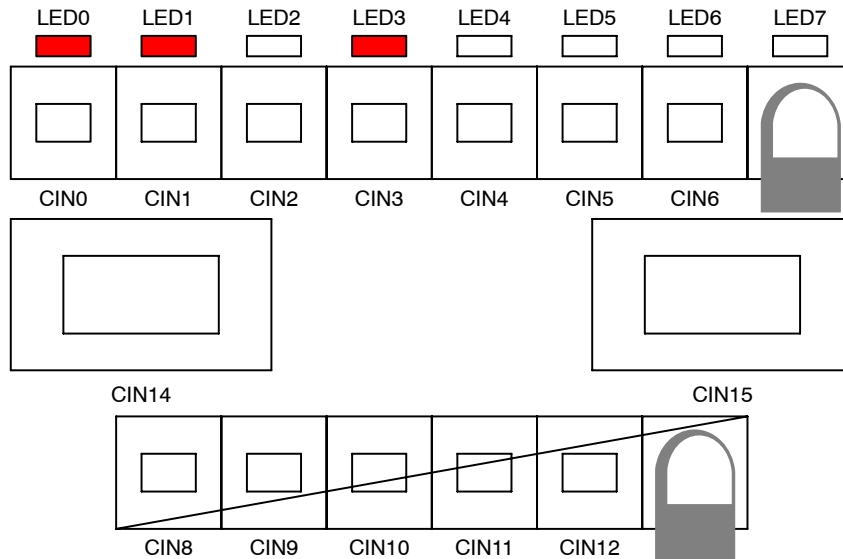 LED0 LED1 LED2 LED3 LED4 LED5 LED6 LED7
CIN0 CIN1 CIN2 CIN3 CIN4 CIN5 CIN6
CIN14 CIN15
CIN8 CIN9 CIN10 CIN11 CIN12